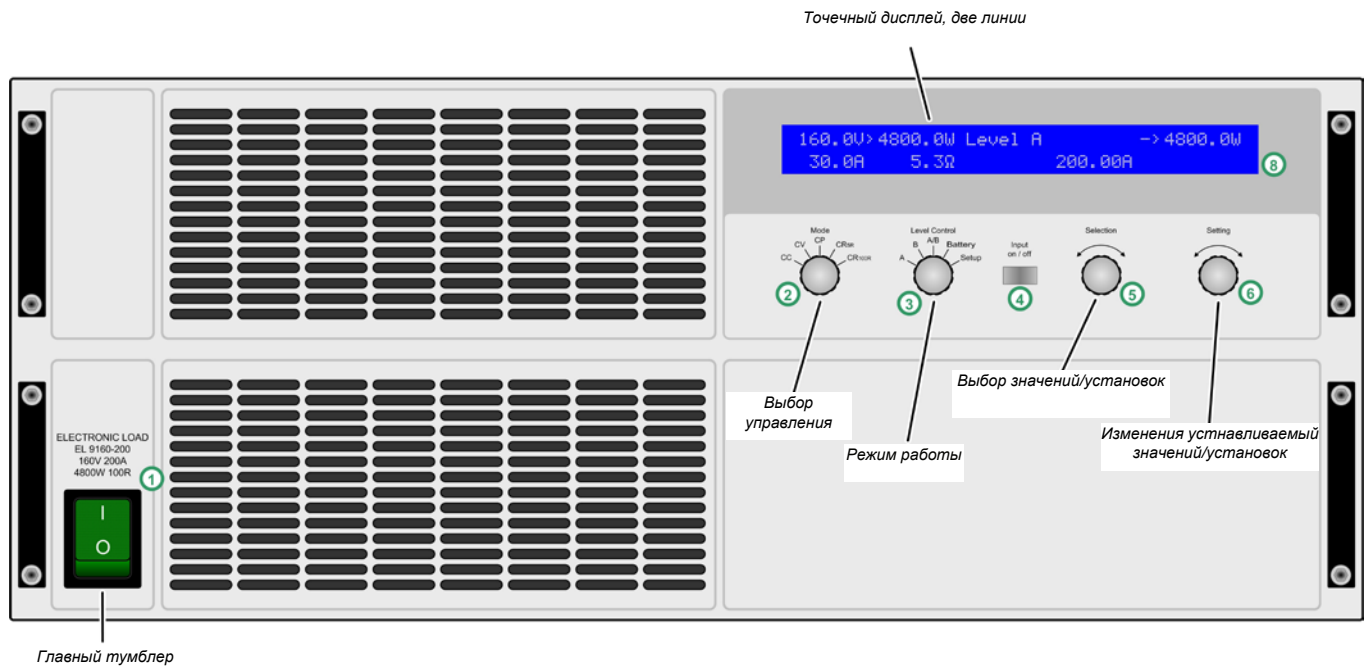 Точечный дисплей, две линии
160.0V> 4800.0W Level A -> 4800.0W
30.0A 5.3Ω 200.00A
8
Mode
CC CV CP CR5R CR100R
2
Level Control
A B A/B Battery Setup
3
Input
on / off
4
Selection
5
Setting
6
Выбор
управления
Режим работы
Выбор значений/установок
Изменения устнавливаемый
значений/установок
ELECTRONIC LOAD
EL 9160-200
160V 200A
4800W 100R
1
I
O
Главный тумблер